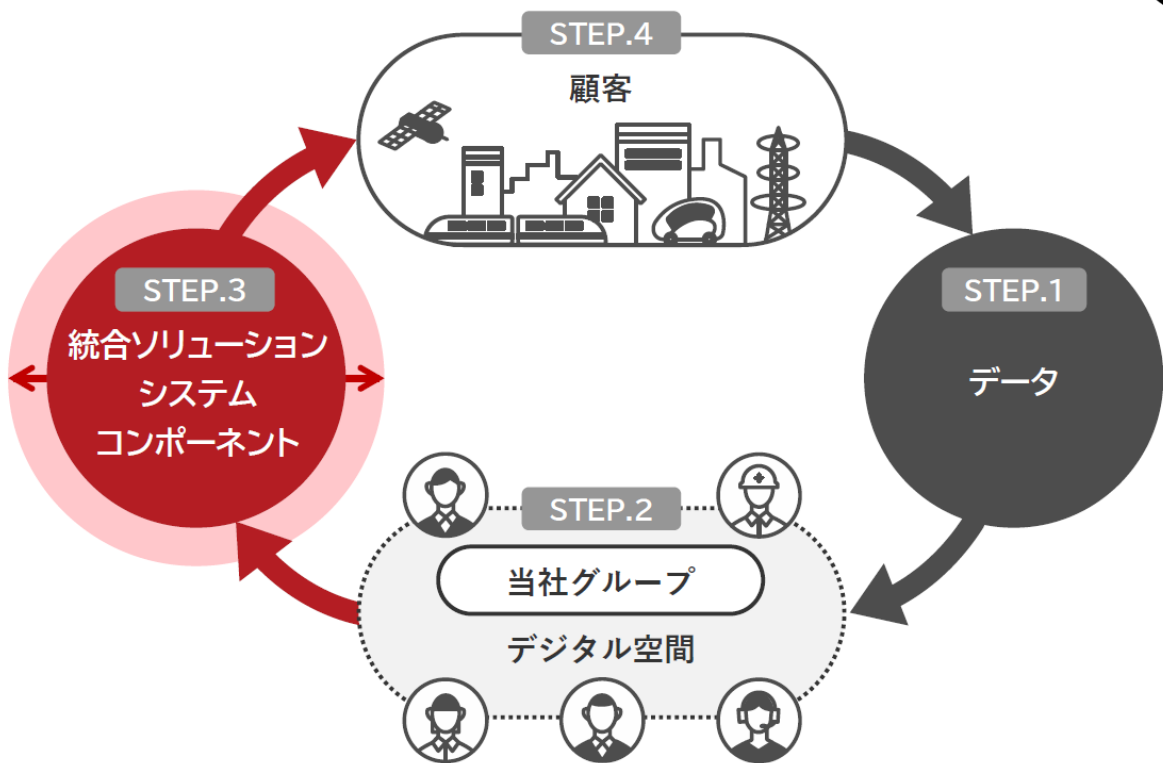 STEP.4
顧客
STEP.1
データ
STEP.2
当社グループ
デジタル空間
STEP.3
統合ソリューション
システム
コンポーネント